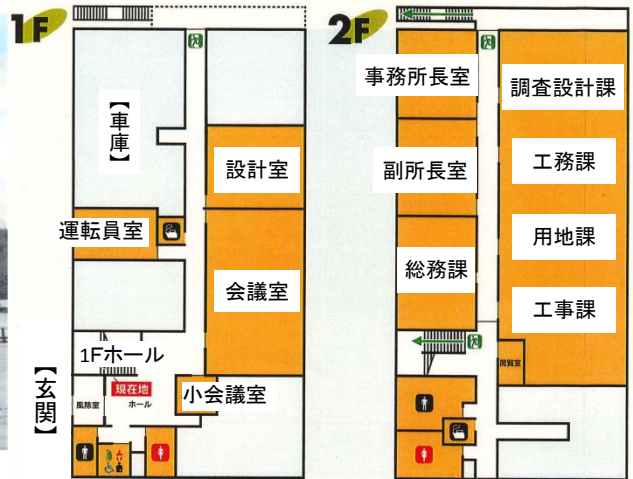 1F
【車庫】
設計室
運転員室
会議室
1Fホール
現在地
ホール
小会議室
風除室
【玄関】
2F
事務所長室
調査設計課
副所長室
工務課
総務課
用地課
工事課
閲覧室